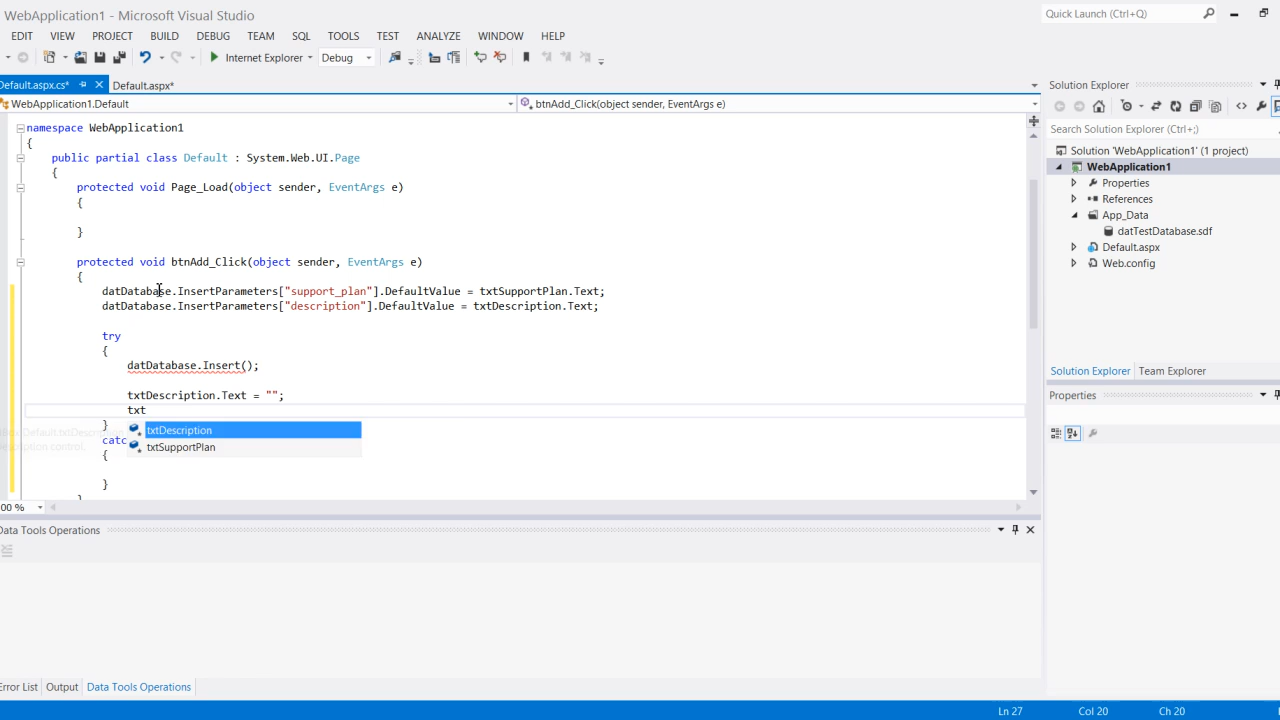 WebApplication1 - Microsoft Visual Studio
Quick Launch (Ctrl+Q)
EDIT VIEW PROJECT BUILD DEBUG TEAM SQL TOOLS TEST ANALYZE WINDOW HELP
Internet Explorer Debug
Default.aspx.cs* Default.aspx*
WebApplication1.Default btnAdd_Click(object sender, EventArgs e)
namespace WebApplication1
{
public partial class Default : System.Web.UI.Page
{
protected void Page_Load(object sender, EventArgs e)
{
}
protected void btnAdd_Click(object sender, EventArgs e)
{
datDatabase.InsertParameters["support_plan"].DefaultValue = txtSupportPlan.Text;
datDatabase.InsertParameters["description"].DefaultValue = txtDescription.Text;
try
{
datDatabase.Insert();
txtDescription.Text = "";
txt
}
txtDescription
catc
txtSupportPlan
{
}
}
00 %
Solution Explorer
Search Solution Explorer (Ctrl+;)
Solution 'WebApplication1' (1 project)
WebApplication1
Properties
References
App_Data
datTestDatabase.sdf
Default.aspx
Web.config
Solution Explorer Team Explorer
Properties
Data Tools Operations
Error List Output Data Tools Operations
Ln 27 Col 20 Ch 20